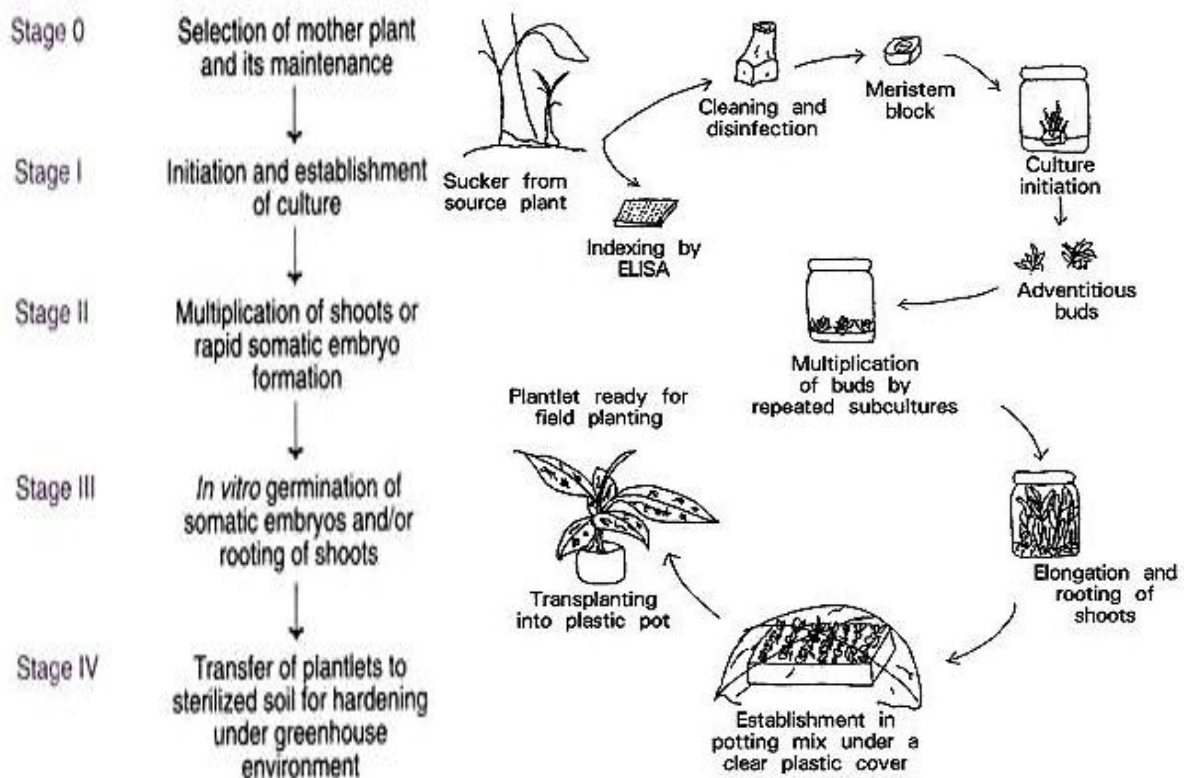 Stage 0
Selection of mother plant
and its maintenance
Stage I
Initiation and establishment
of culture
Stage II
Multiplication of shoots or
rapid somatic embryo
formation
Stage III
In vitro germination of
somatic embryos and/or
rooting of shoots
Stage IV
Transfer of plantlets to
sterilized soil for hardening
under greenhouse
environment
Sucker from
source plant
Indexing by
ELISA
Cleaning and
disinfection
Meristem
block
Culture
initiation
Adventitious
buds
Multiplication
of buds by
repeated subcultures
Elongation and
rooting of
shoots
Establishment in
potting mix under a
clear plastic cover
Plantlet ready for
field planting
Transplanting
into plastic pot